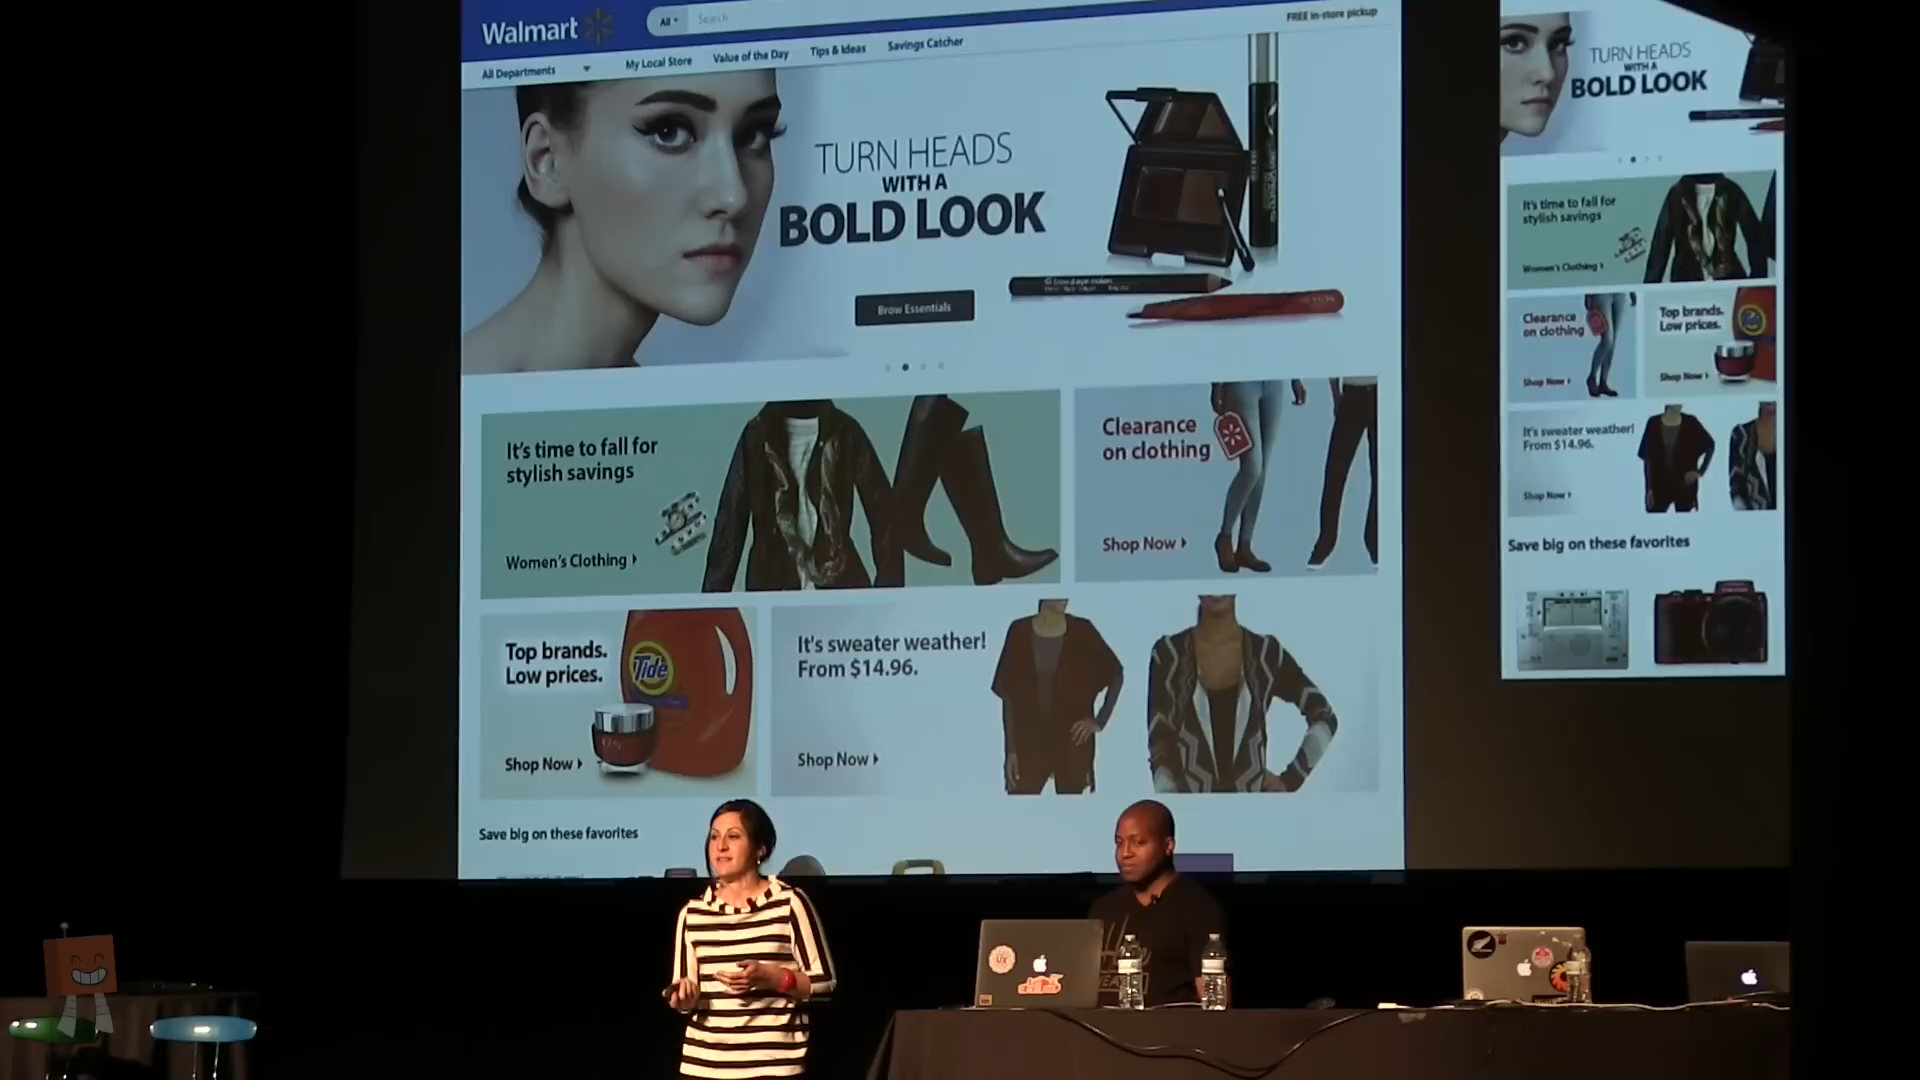 Walmart
All
Search
FREE in-store pickup
All Departments
My Local Store
Value of the Day
Tips & Ideas
Savings Catcher
TURN HEADS
WITH A
BOLD LOOK
Brow Essentials
It's time to fall for
stylish savings
Women's Clothing
Clearance
on clothing
Shop Now
Top brands.
Low prices.
Tide
Shop Now
It's sweater weather!
From $14.96.
Shop Now
Save big on these favorites
TURN HEADS
WITH A
BOLD LOOK
It's time to fall for
stylish savings
Women's Clothing
Clearance
on clothing
Shop Now
Top brands.
Low prices.
Shop Now
It's sweater weather!
From $14.96.
Shop Now
Save big on these favorites
UX